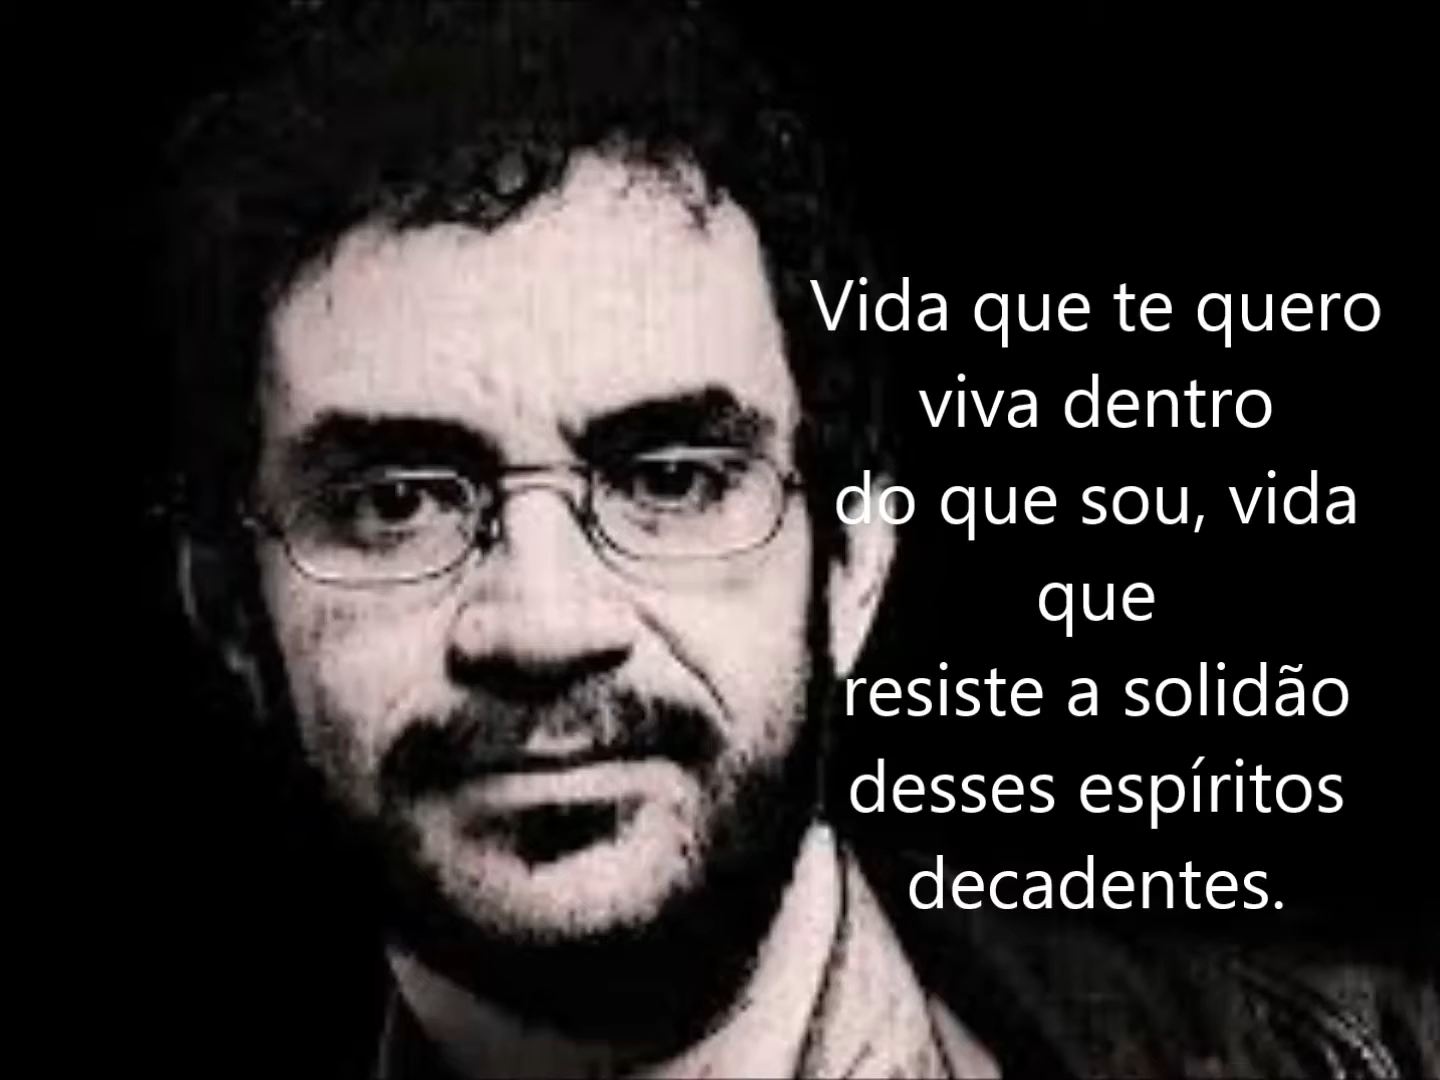 Vida que te quero
viva dentro
do que sou, vida
que
resiste a solidão
desses espíritos
decadentes.